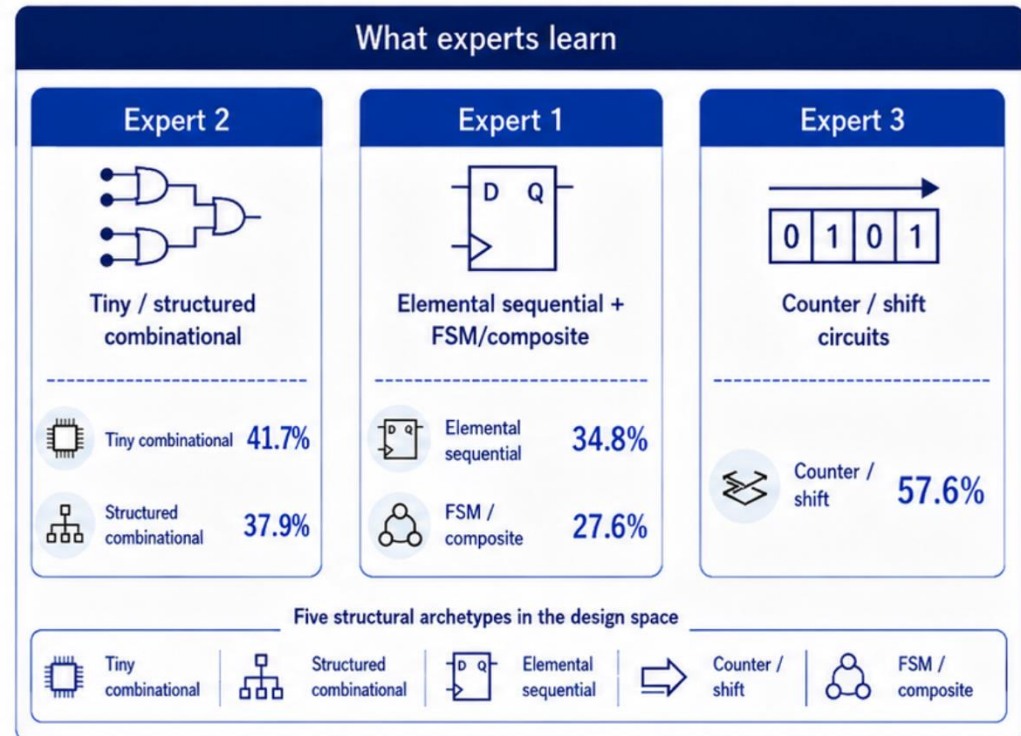 What experts learn
Expert 2
Tiny / structured
combinational
Tiny combinational 41.7%
Structured
combinational
37.9%
Expert 1
D Q
Elemental sequential +
FSM/composite
D Q
Elemental
sequential
34.8%
FSM /
composite
27.6%
Expert 3
0 1 0 1
Counter / shift
circuits
Counter /
shift
57.6%
Five structural archetypes in the design space
Tiny
combinational
Structured
combinational
D Q
Elemental
sequential
Counter /
shift
FSM /
composite